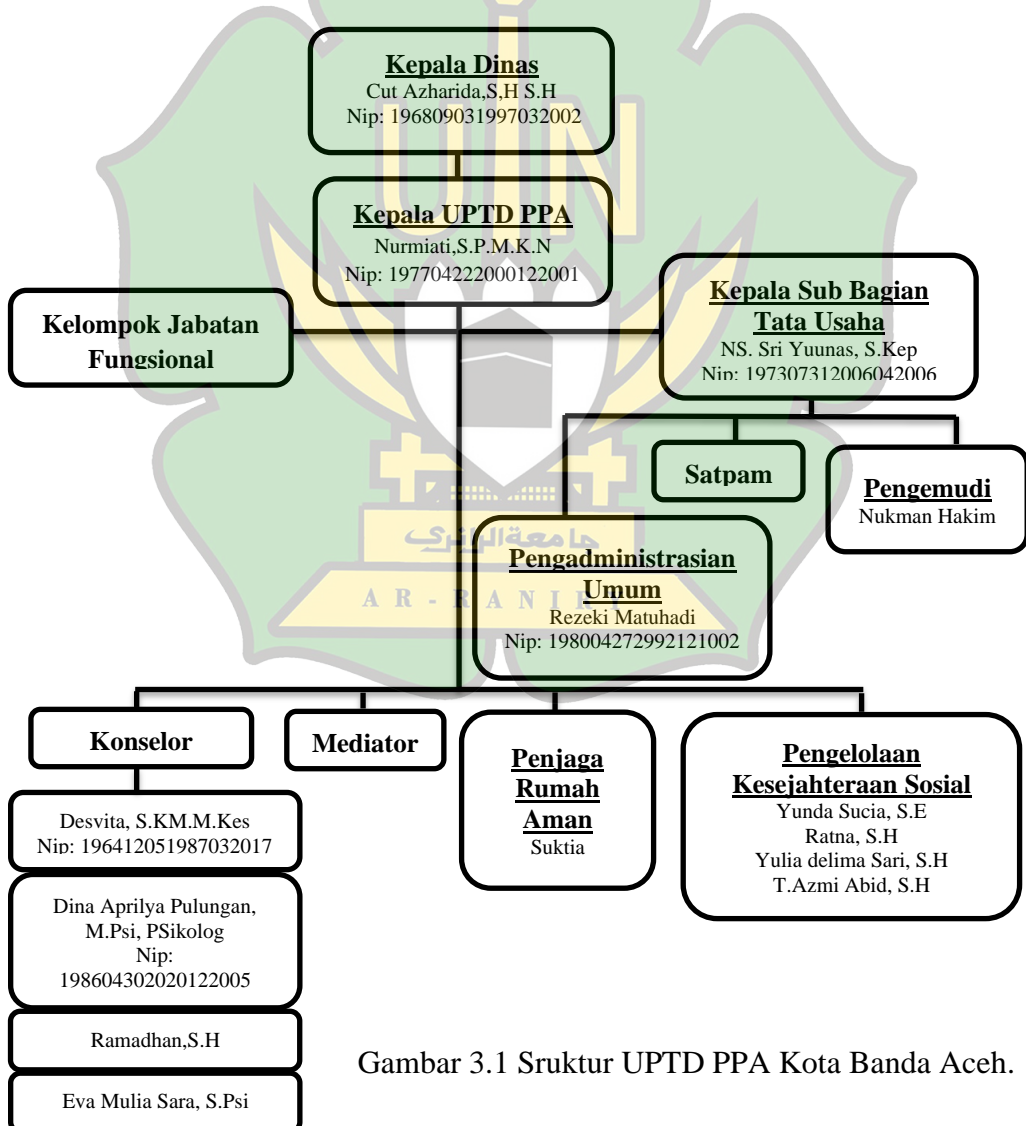 Kepala Dinas
Cut Azharida,S,H S.H
Nip: 196809031997032002
UIN
Kepala UPTD PPA
Nurmiati,S.P.M.K.N
Nip: 197704222000122001
Kelompok Jabatan
Fungsional
Kepala Sub Bagian
Tata Usaha
NS. Sri Yuunas, S.Kep
Nip: 197307312006042006
Satpam
Pengemudi
Nukman Hakim
جامعة الرانري
Pengadministrasian
Umum
Rezeki Matuhadi
Nip: 198004272992121002
AR-RANIRY
Konselor
Mediator
Penjaga
Rumah
Aman
Suktia
Pengelolaan
Kesejahteraan Sosial
Yunda Sucia, S.E
Ratna, S.H
Yulia delima Sari, S.H
T.Azmi Abid, S.H
Desvita, S.KM.M.Kes
Nip: 196412051987032017
Dina Aprilya Pulungan,
M.Psi, PSikolog
Nip:
198604302020122005
Ramadhan,S.H
Eva Mulia Sara, S.Psi
Gambar 3.1 Sruktur UPTD PPA Kota Banda Aceh.